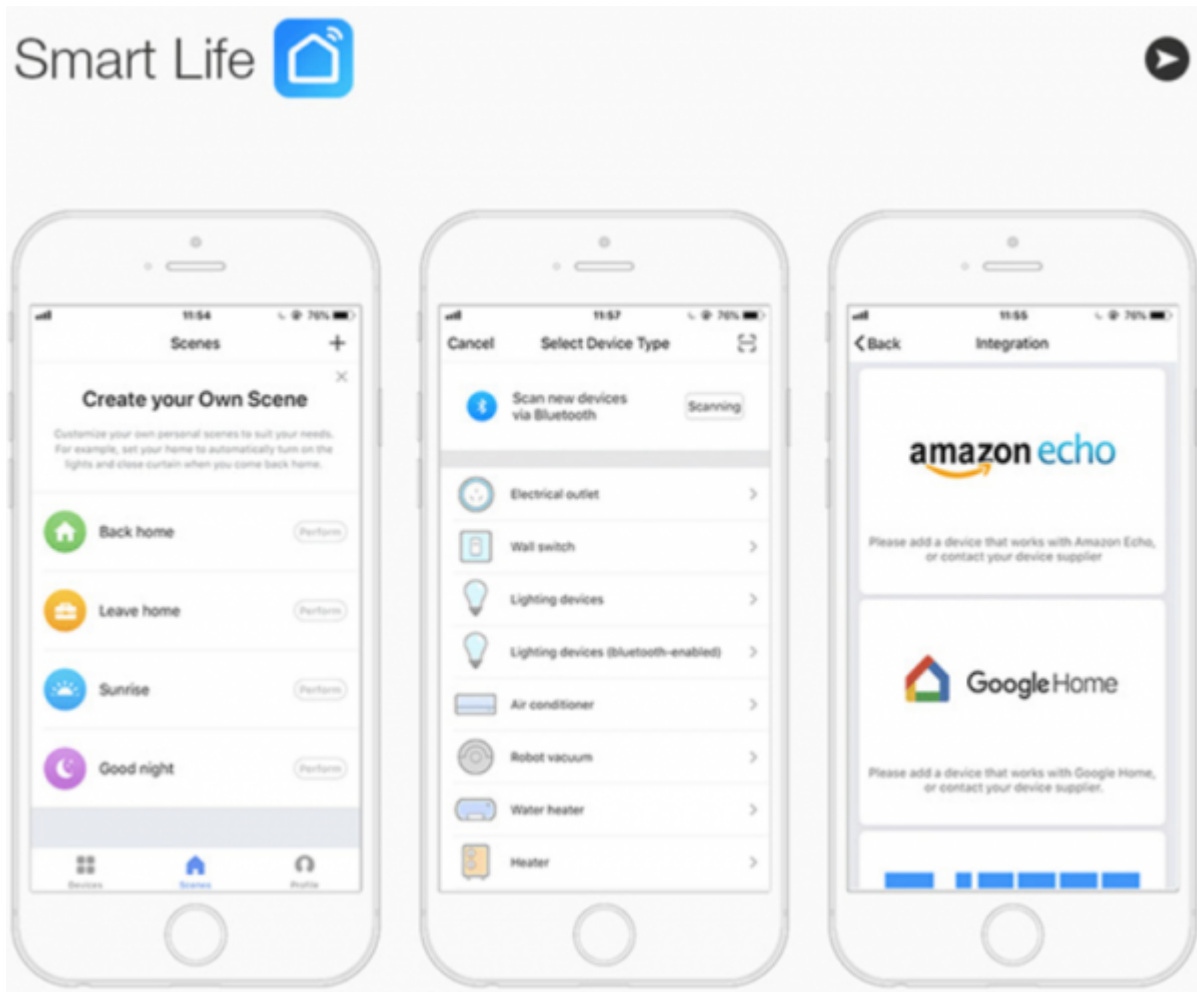 Smart Life
11:54
76%
Scenes
+
Create your Own Scene
Customize your own personal scenes to suit your needs.
For example, set your home to automatically turn on the
lights and close curtain when you come back home.
Back home
Perform
Leave home
Perform
Sunrise
Perform
Good night
Perform
Devices
Scenes
Profile
11:57
76%
Cancel
Select Device Type
Scan new devices
via Bluetooth
Scanning
Electrical outlet
Wall switch
Lighting devices
Lighting devices (bluetooth-enabled)
Air conditioner
Robot vacuum
Water heater
Heater
11:55
76%
Back
Integration
amazon echo
Please add a device that works with Amazon Echo,
or contact your device supplier
Google Home
Please add a device that works with Google Home,
or contact your device supplier.